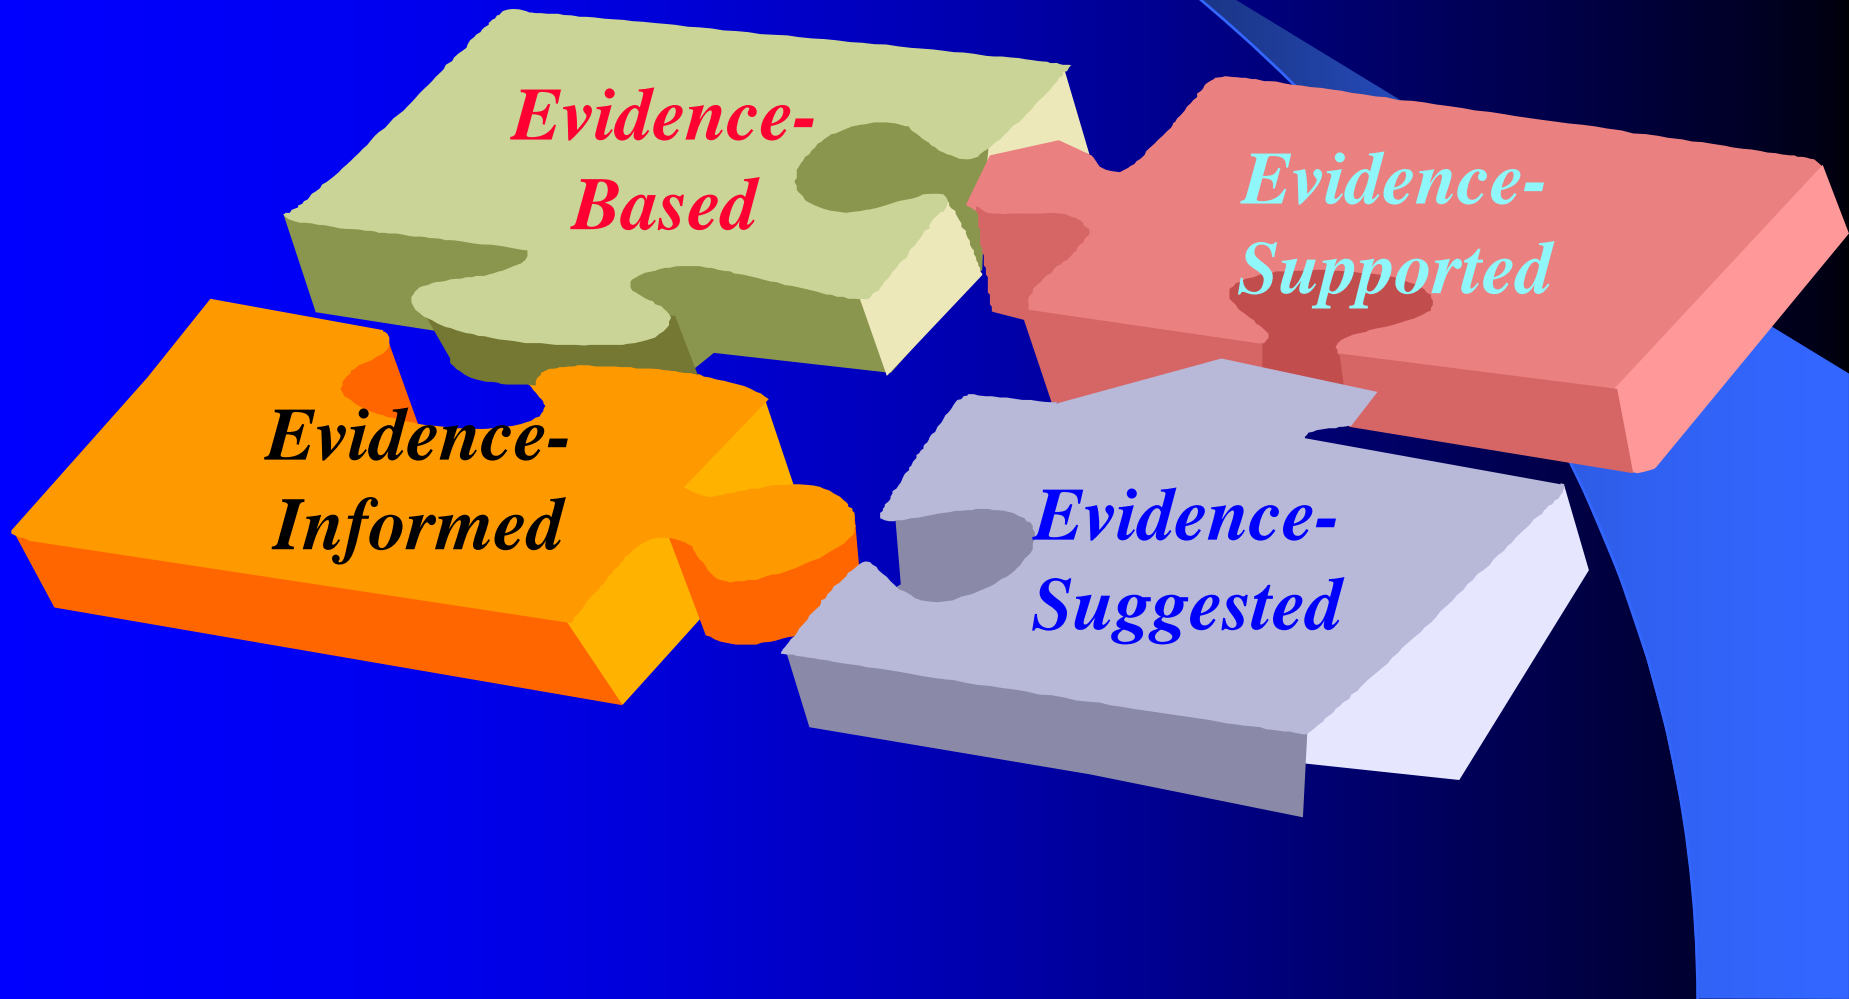 Evidence-
Based
Evidence-
Supported
Evidence-
Informed
Evidence-
Suggested